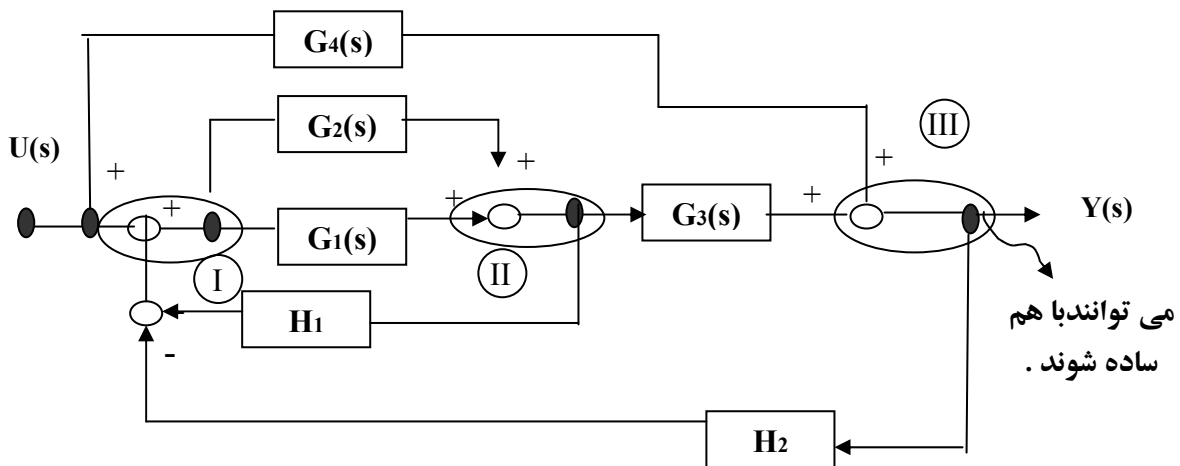 G4(s)
G2(s)
III
U(s)
+
+
+
+
+
+
G1(s)
G3(s)
Y(s)
I
II
H1
-
-
می توانندبا هم
ساده شوند .
H2